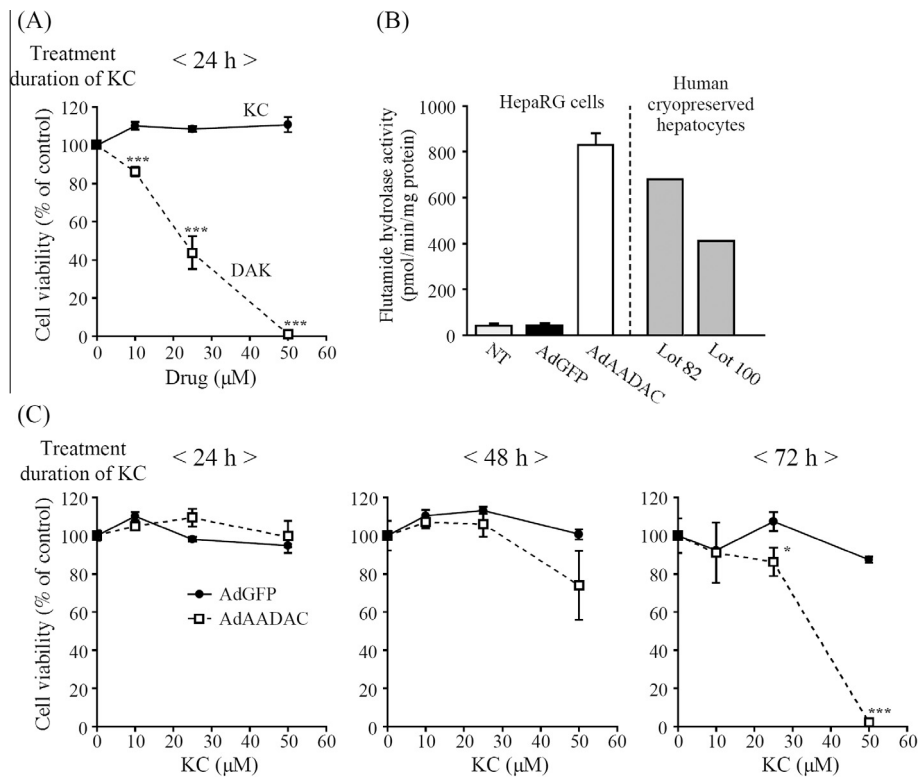 (A)
Treatment
duration of KC
< 24 h >
Cell viability (% of control)
120
100
80
60
40
20
0
KC
***
***
DAK
***
0 10 20 30 40 50 60
Drug (μM)
(B)
Flutamide hydrolase activity
(pmol/min/mg protein)
1000
800
600
400
200
0
HepaRG cells
Human
cryopreserved
hepatocytes
NT
AdGFP
AdAADAC
Lot 82
Lot 100
(C)
Treatment
duration of KC
< 24 h >
Cell viability (% of control)
120
100
80
60
40
20
0
AdGFP
AdAADAC
0 10 20 30 40 50 60
KC (μM)
< 48 h >
120
100
80
60
40
20
0
0 10 20 30 40 50 60
KC (μM)
< 72 h >
120
100
80
60
40
20
0
*
***
0 10 20 30 40 50 60
KC (μM)